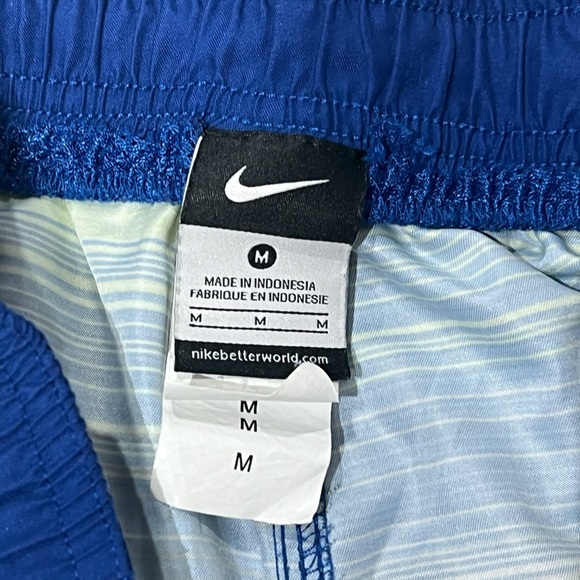 M
MADE IN INDONESIA
FABRIQUE EN INDONESIE
M M M
nikebetterworld.com
M
M
M